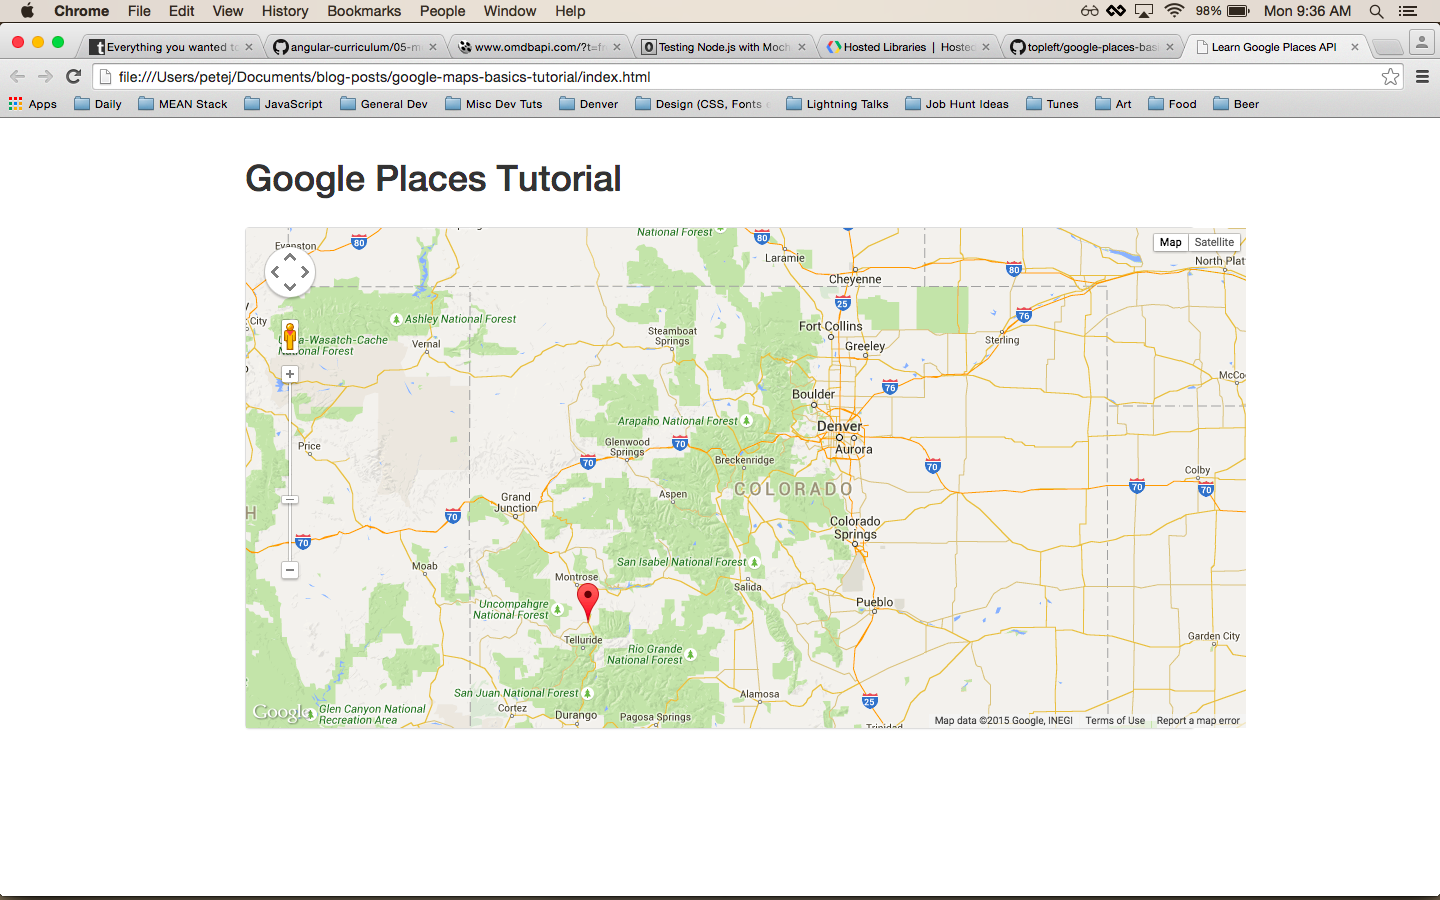 Chrome File Edit View History Bookmarks People Window Help 98% Mon 9:36 AM
Everything you wanted t
angular-curriculum/05-m
www.omdbapi.com/?t=f
Testing Node.js with Moch
Hosted Libraries | Hosted
topleft/google-places-bas
Learn Google Places API
file:///Users/petej/Documents/blog-posts/google-maps-basics-tutorial/index.html
Apps Daily MEAN Stack JavaScript General Dev Misc Dev Tuts Denver Design (CSS, Fonts Lightning Talks Job Hunt Ideas Tunes Art Food Beer
Google Places Tutorial
Map Satellite
Evanston
80
National Forest
80
Laramie
Cheyenne
80
North Plat
25
76
City
Ashley National Forest
-Wasatch-Cache
National Forest
Vernal
Steamboat
Springs
Fort Collins
Greeley
Sterling
76
McCo
Boulder
Arapaho National Forest
Denver
Aurora
Price
Glenwood
Springs
70
70
Breckenridge
70
Colby
70
70
Aspen
COLORADO
Grand
Junction
70
H
70
Colorado
Springs
Moab
San Isabel National Forest
Montrose
Salida
Uncompahgre
National Forest
Pueblo
Telluride
Rio Grande
National Forest
Garden City
San Juan National Forest
Alamosa
25
Cortez
Durango
Pagosa Springs
Trinidad
Google
Glen Canyon National
Recreation Area
Map data ©2015 Google, INEGI Terms of Use Report a map error